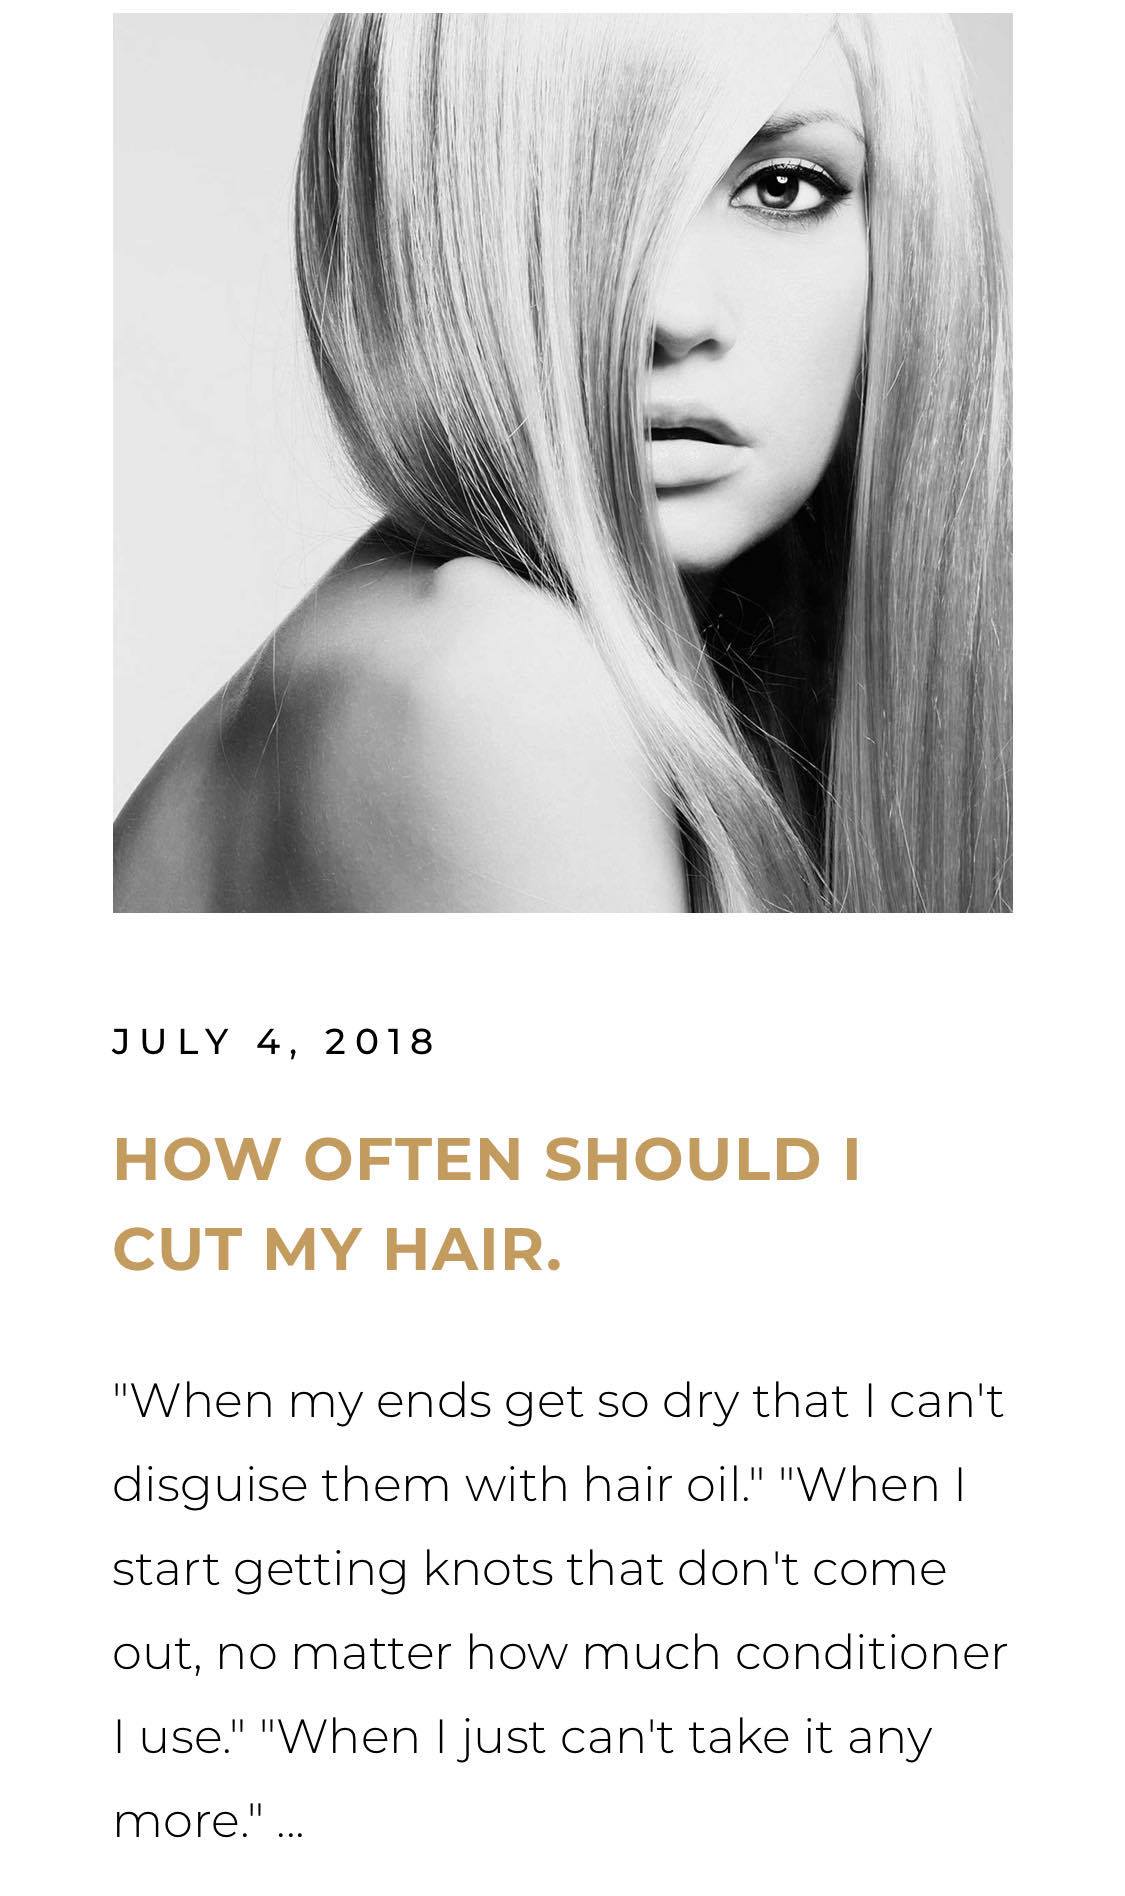 JULY 4, 2018
HOW OFTEN SHOULD I
CUT MY HAIR.
"When my ends get so dry that I can't
disguise them with hair oil." "When I
start getting knots that don't come
out, no matter how much conditioner
I use." "When I just can't take it any
more." ...